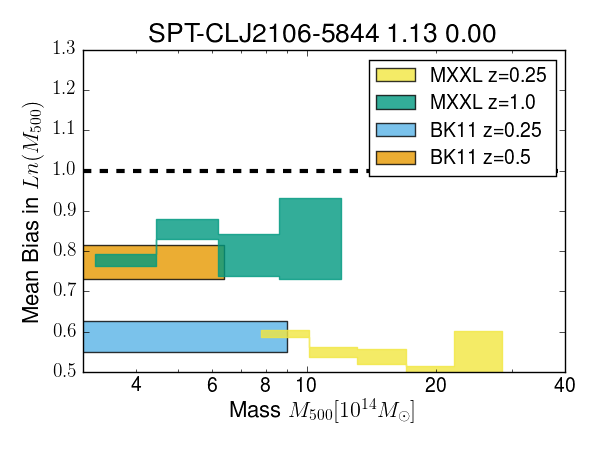 SPT-CLJ2106-5844 1.13 0.00
1.3
1.2
1.1
1.0
0.9
0.8
0.7
0.6
0.5
Mean Bias in Ln(M500)
MXXL z=0.25
MXXL z=1.0
BK11 z=0.25
BK11 z=0.5
4 6 8 10 20 40
Mass M500[10^14 M⊙]